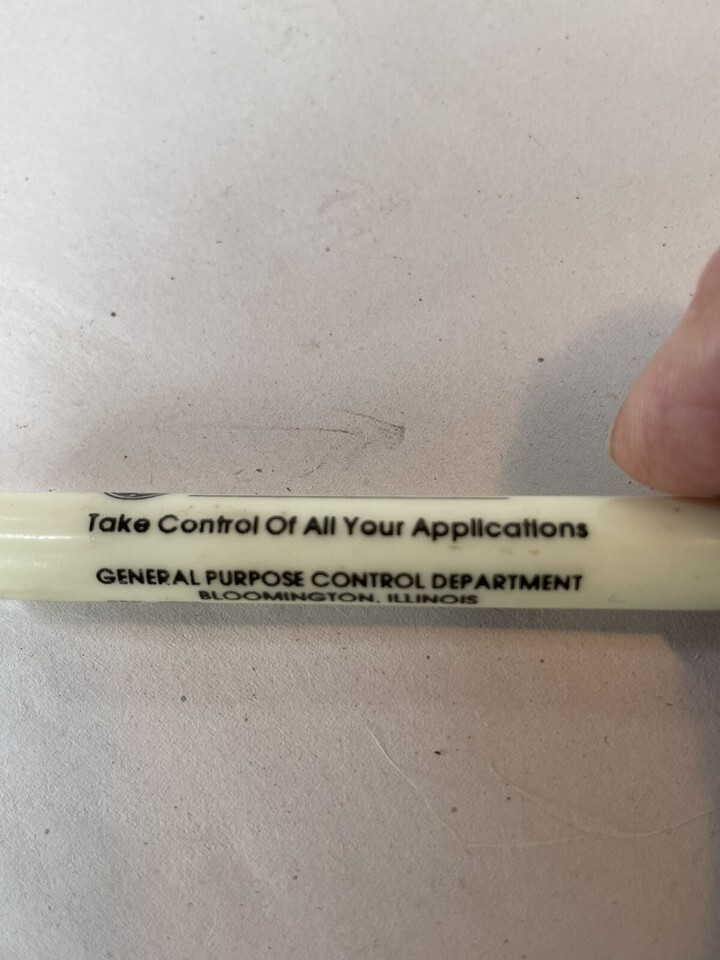 Take Control Of All Your Applications
GENERAL PURPOSE CONTROL DEPARTMENT
BLOOMINGTON, ILLINOIS